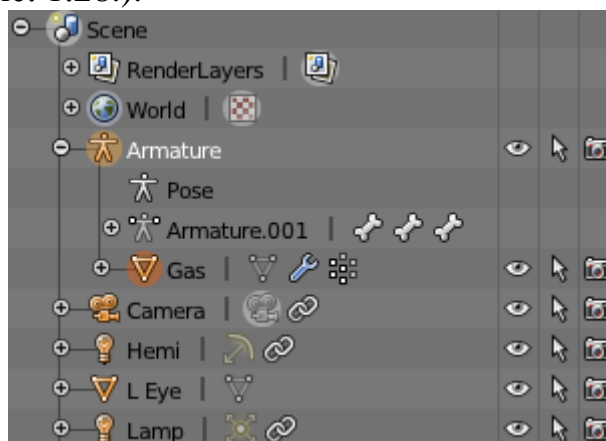 Scene
RenderLayers |
World |
Armature
Pose
Armature.001 |
Gas |
Camera |
Hemi |
L Eye |
Lamp |